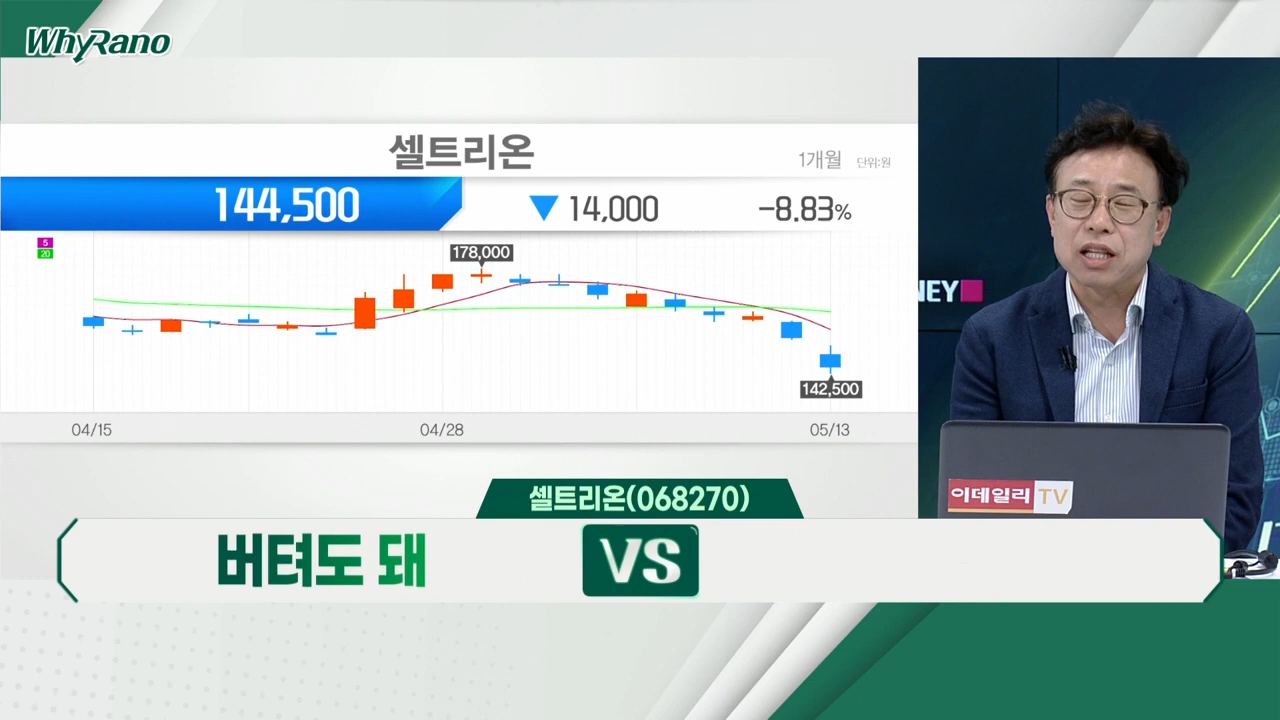 WhyRano
셀트리온
1개월 단위:원
144,500 ▼ 14,000 -8.83%
5
20
178,000
142,500
04/15 04/28 05/13
NEY
이데일리 TV
셀트리온(068270)
버텨도 돼 VS